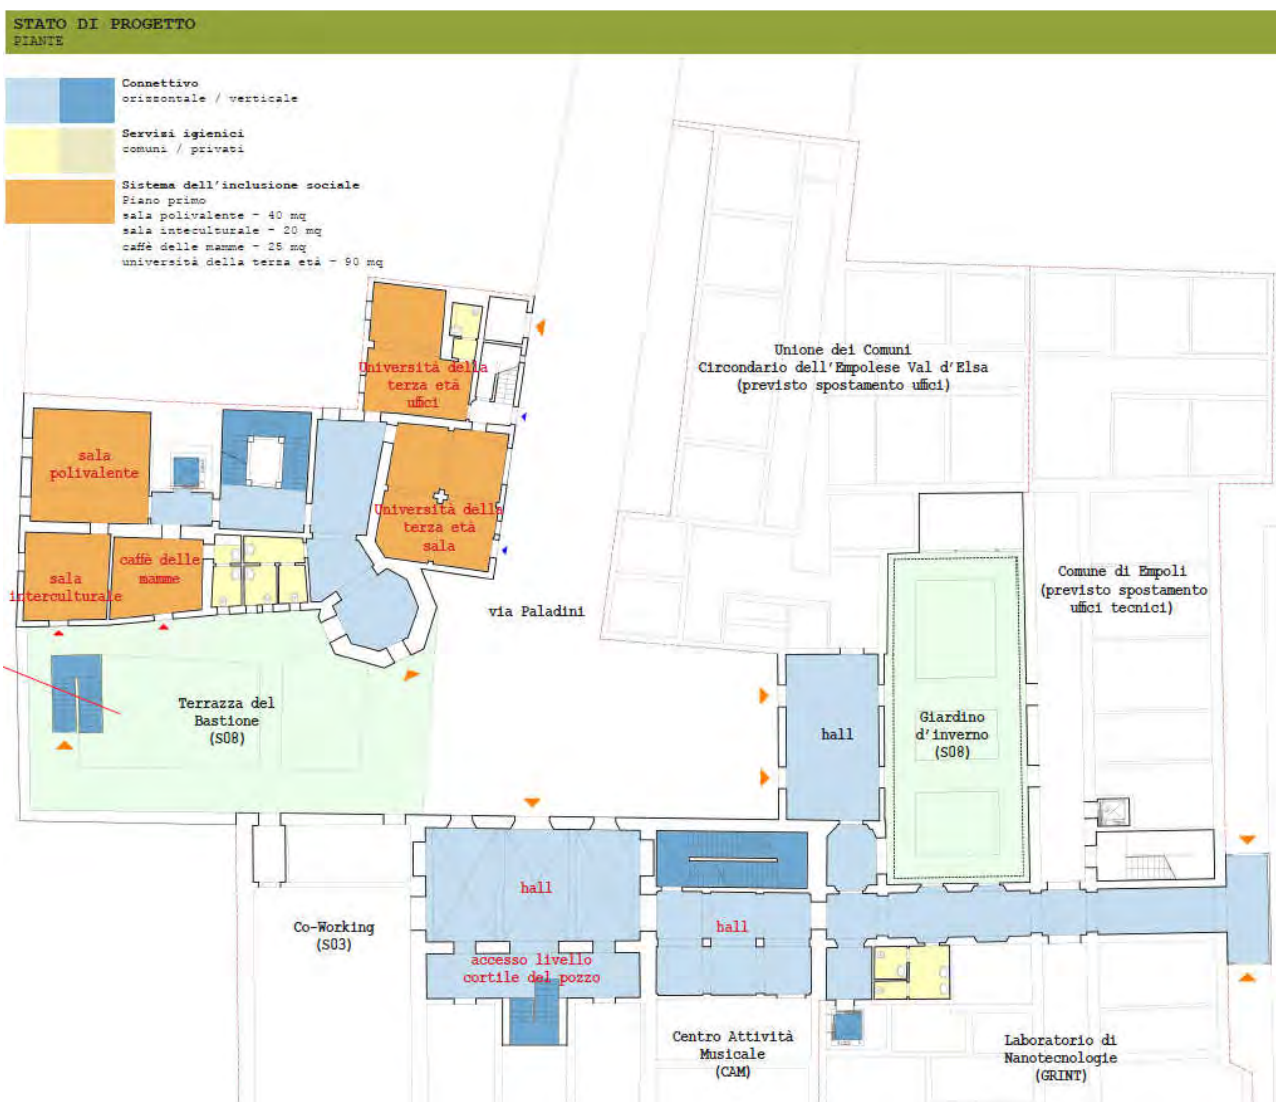 STATO DI PROGETTO
PIANTE
Connettivo
orizzontale / verticale
Servizi igienici
comuni / privati
Sistema dell'inclusione sociale
Piano primo
sala polivalente - 40 mq
sala inteculturale - 20 mq
caffè delle mamme - 25 mq
università della terza età - 90 mq
Unione dei Comuni
Circondario dell'Empolese Val d'Elsa
(previsto spostamento uffici)
Università della
terza età
uffici
sala
polivalente
Università della
terza età
sala
caffè delle
mamme
sala
interculturale
Comune di Empoli
(previsto spostamento
uffici tecnici)
via Paladini
Terrazza del
Bastione
(S08)
hall
Giardino
d'inverno
(S08)
hall
hall
Co-Working
(S03)
accesso livello
cortile del pozzo
Centro Attività
Musicale
(CAM)
Laboratorio di
Nanotecnologie
(GRINT)